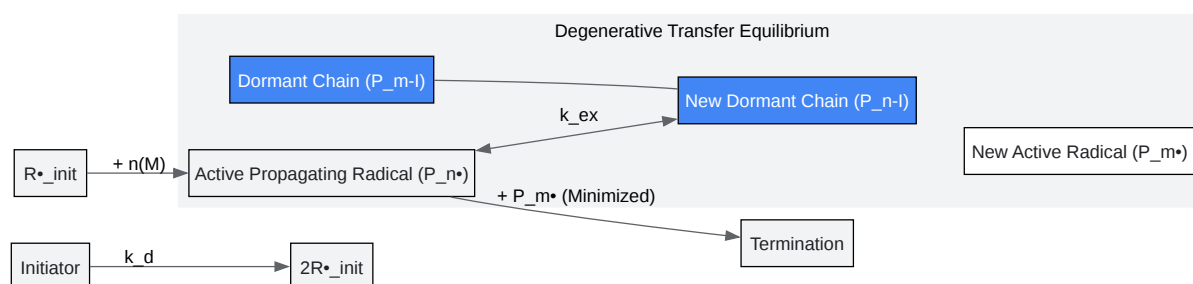 Degenerative Transfer Equilibrium
Dormant Chain (P_m-I)
New Dormant Chain (P_n-I)
k_ex
New Active Radical (P_m•)
+ n(M)
R•_init
Active Propagating Radical (P_n•)
+ P_m• (Minimized)
Termination
k_d
Initiator
2R•_init